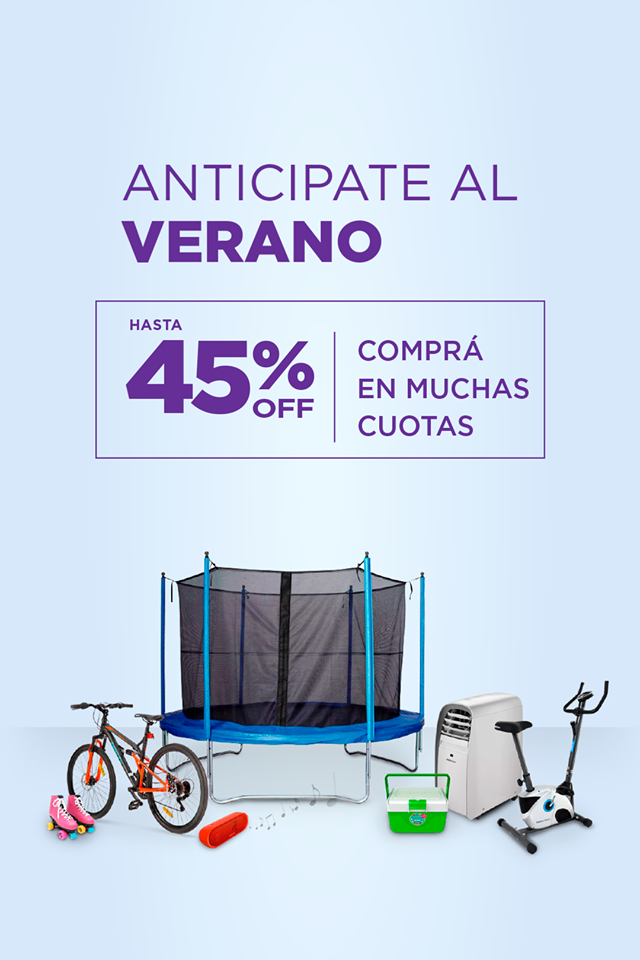 ANTICIPATE AL
VERANO
HASTA
45%
OFF
COMPRÁ
EN MUCHAS
CUOTAS